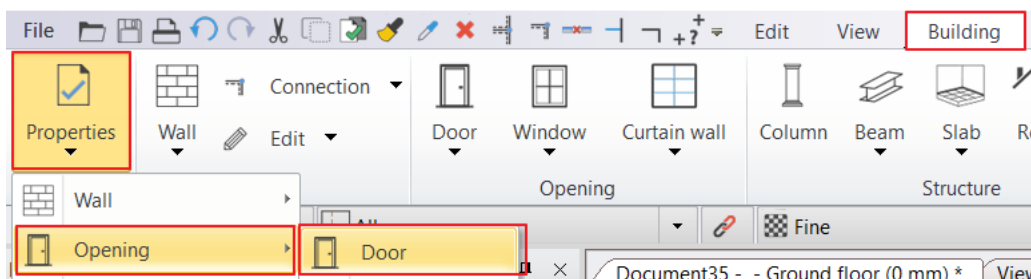 File Edit View Building
Connection
Properties Wall Edit Door Window Curtain wall Column Beam Slab
Opening Structure
Wall
Fine
Opening Door
Document35 - - Ground floor (0 mm) *